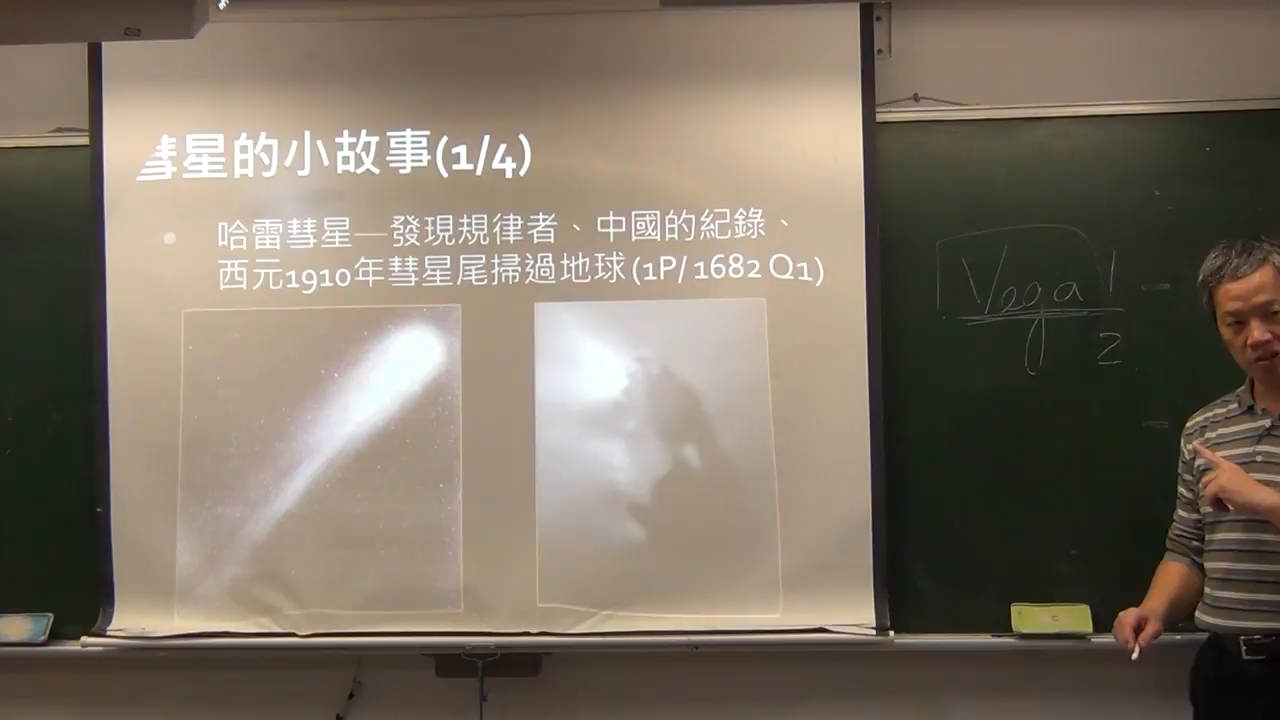 彗星的小故事(1/4)
哈雷彗星—發現規律者、中國的紀錄、
西元1910年彗星尾掃過地球(1P/ 1682 Q1)
Vega 1
2